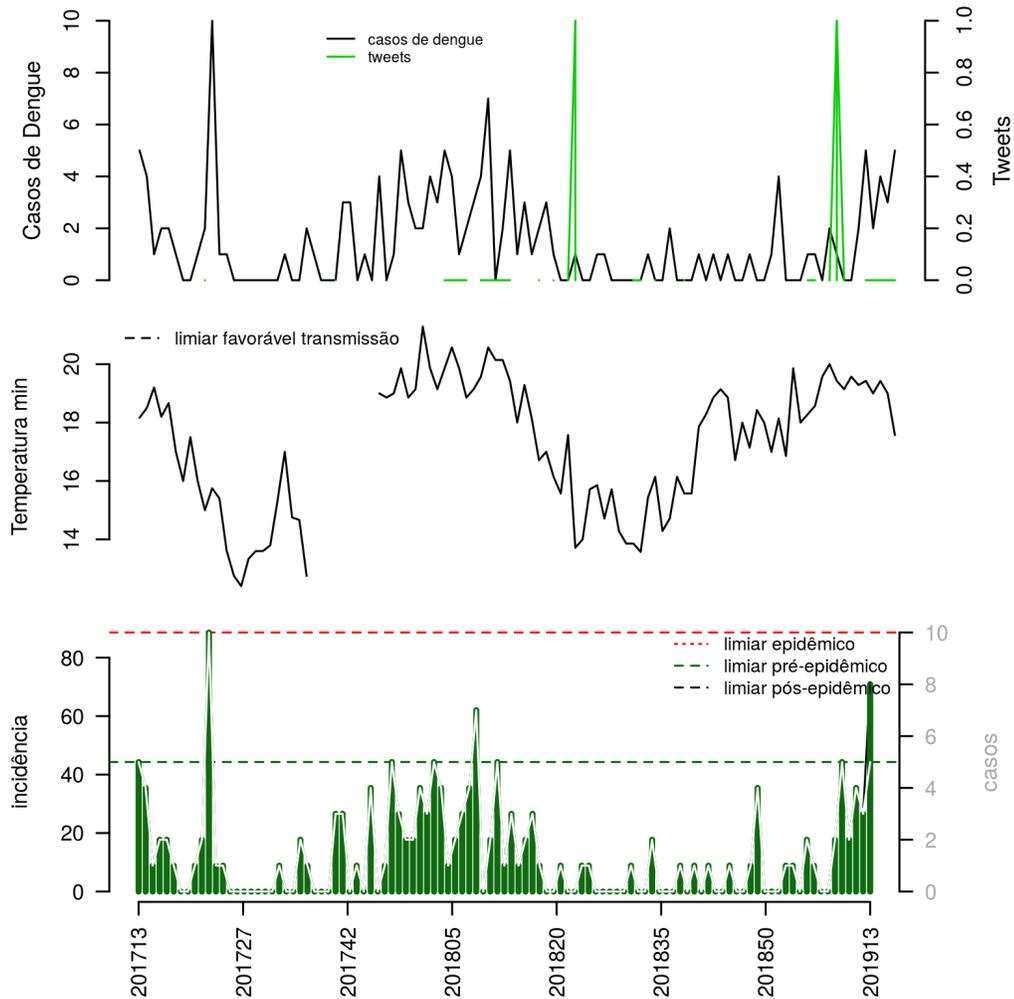 casos de dengue
tweets
Casos de Dengue
0 2 4 6 8 10
Tweets
0.0 0.2 0.4 0.6 0.8 1.0
limiar favorável transmissão
Temperatura min
14 16 18 20
limiar epidêmico
limiar pré-epidêmico
limiar pós-epidêmico
incidência
0 20 40 60 80
casos
0 2 4 6 8 10
201713 201727 201742 201805 201820 201835 201850 201913